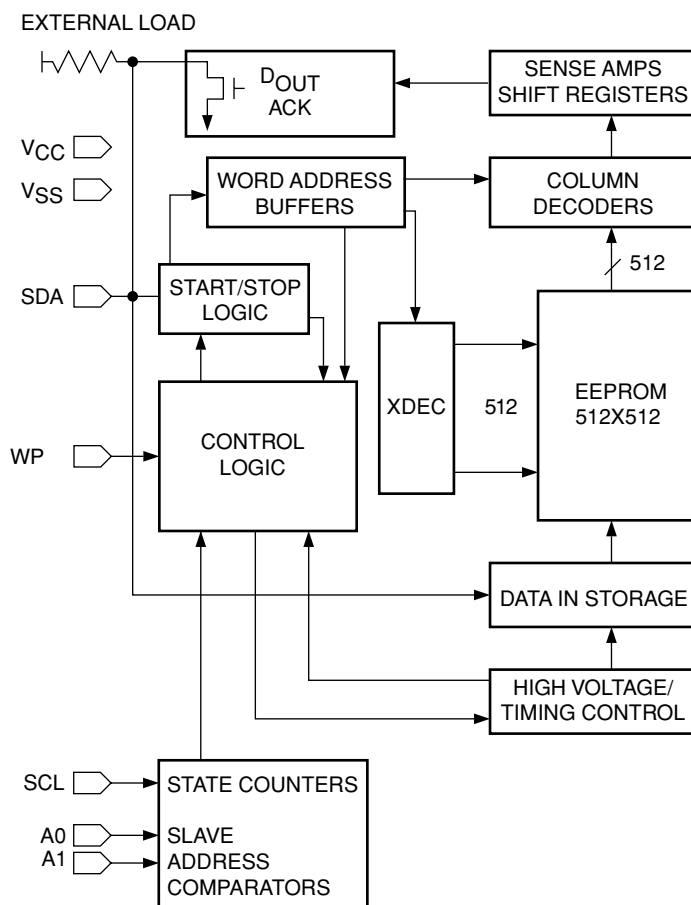 EXTERNAL LOAD
DOUT
ACK
SENSE AMPS
SHIFT REGISTERS
VCC
VSS
WORD ADDRESS
BUFFERS
COLUMN
DECODERS
512
SDA
START/STOP
LOGIC
XDEC
512
EEPROM
512X512
WP
CONTROL
LOGIC
DATA IN STORAGE
HIGH VOLTAGE/
TIMING CONTROL
SCL
STATE COUNTERS
A0
SLAVE
A1
ADDRESS
COMPARATORS